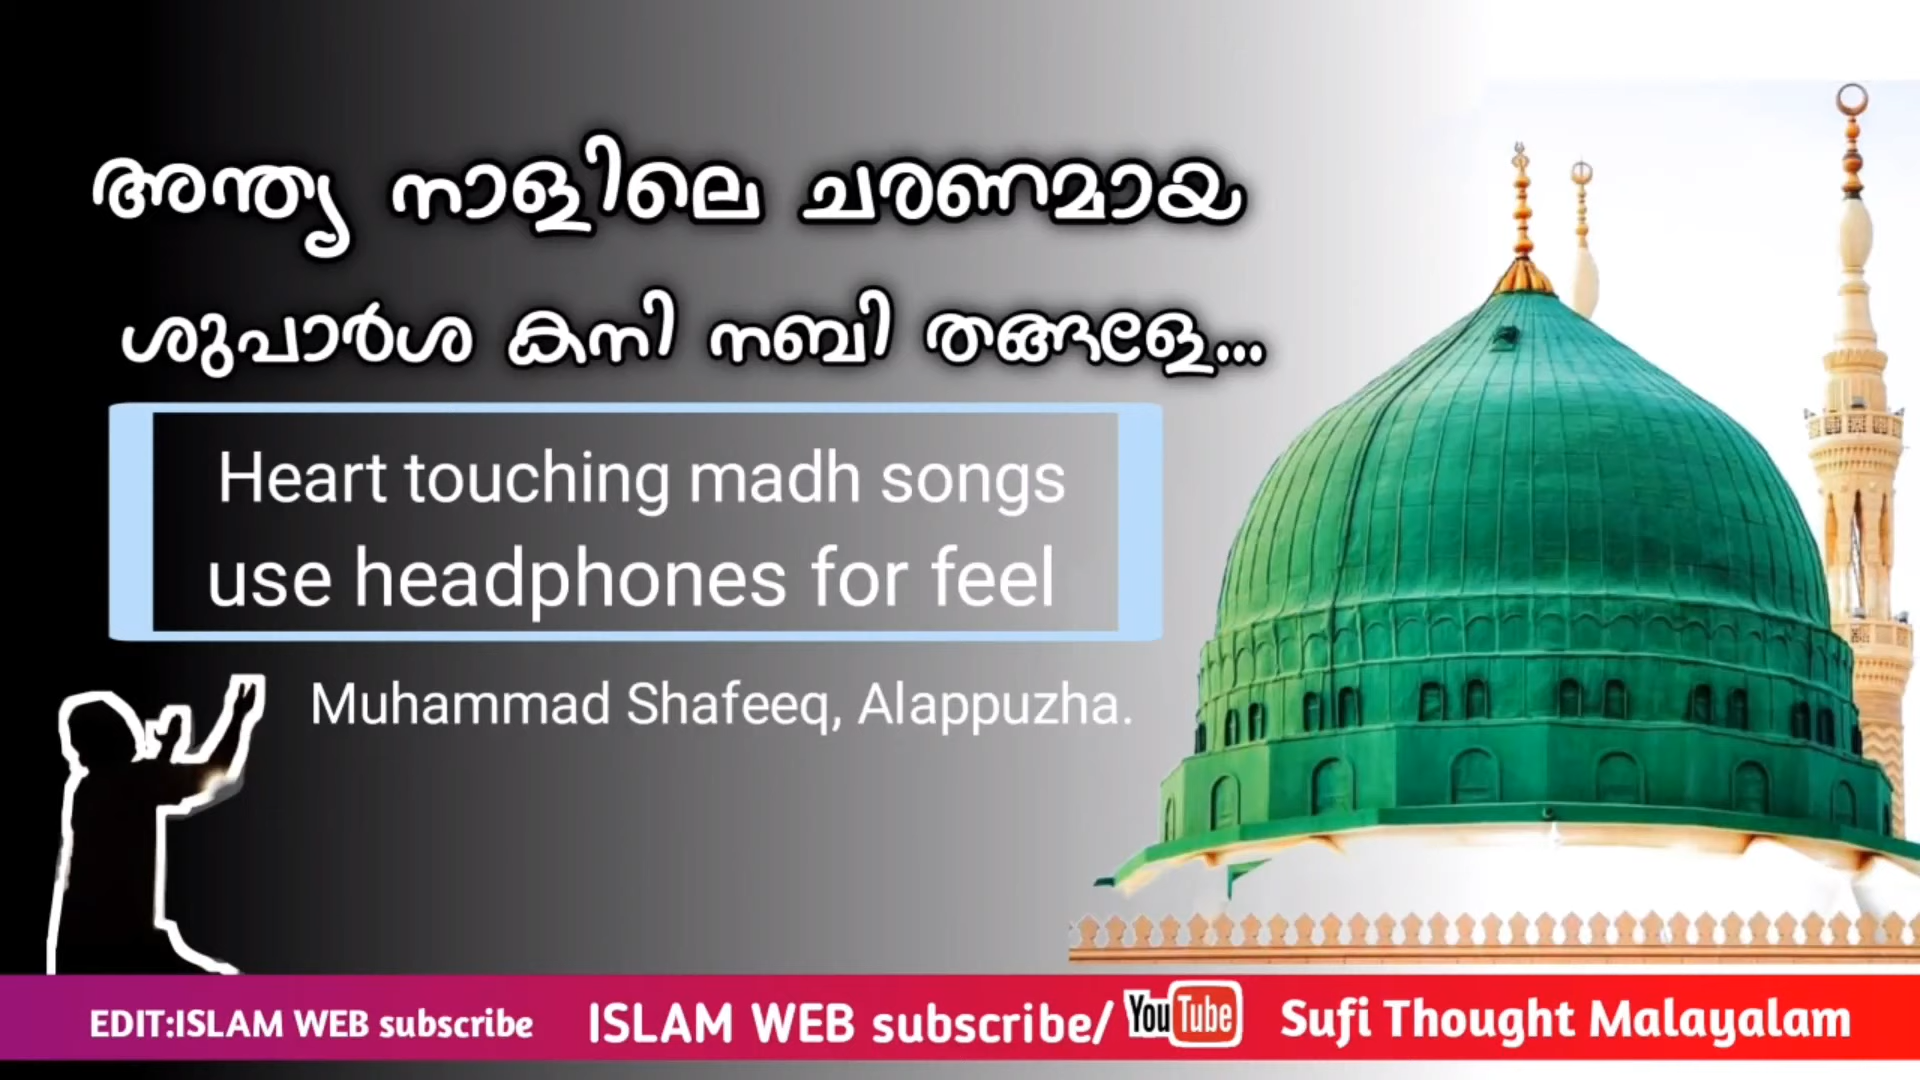 അന്ത്യ നാളിലെ ചരണമായ
ശുപാർശ കനി നബി തങ്ങളേ...
Heart touching madh songs
use headphones for feel
Muhammad Shafeeq, Alappuzha.
EDIT:ISLAM WEB subscribe ISLAM WEB subscribe/ YouTube Sufi Thought Malayalam